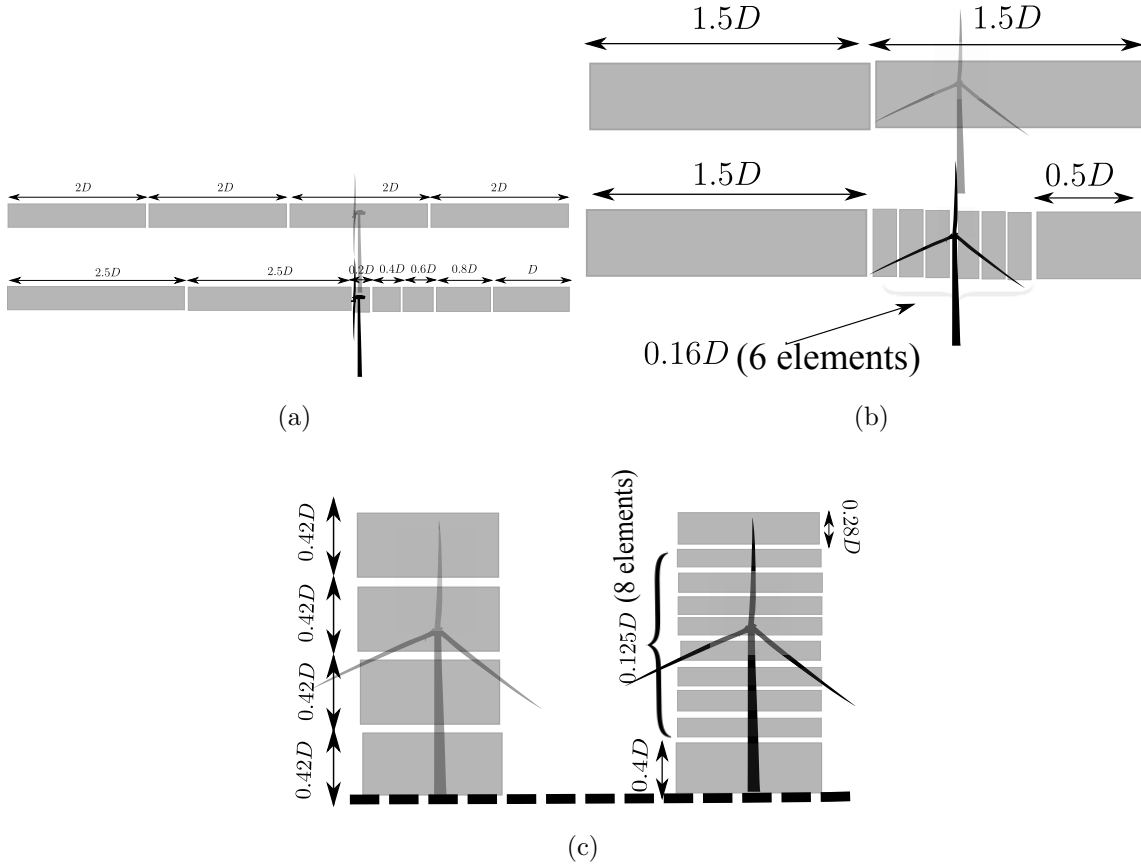 2D 2D 2D 2D
2.5D 2.5D 0.2D 0.4D 0.6D 0.8D D
(a)
1.5D 1.5D
1.5D 0.5D
0.16D (6 elements)
(b)
0.42D
0.42D
0.42D
0.42D
0.125D (8 elements)
0.28D
0.4D
(c)